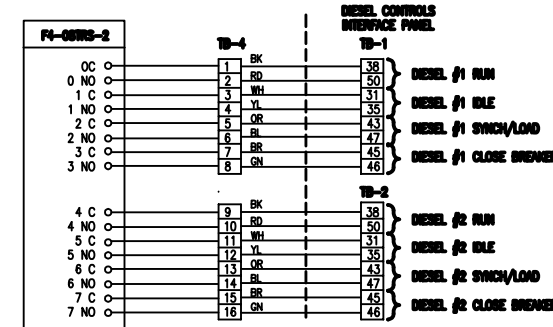 DIESEL CONTROLS
INTERFACE PANEL
F4-08TRS-2 TB-4 TB-1
0C 1 BK 38 DIESEL #1 RUN
0 NO 2 RD 50
1 C 3 WH 31 DIESEL #1 IDLE
1 NO 4 YL 35
2 C 5 OR 43 DIESEL #1 SYNCH/LOAD
2 NO 6 BL 47
3 C 7 BR 45 DIESEL #1 CLOSE BREAKER
3 NO 8 GN 46
TB-2
4 C 9 BK 38 DIESEL #2 RUN
4 NO 10 RD 50
5 C 11 WH 31 DIESEL #2 IDLE
5 NO 12 YL 35
6 C 13 OR 43 DIESEL #2 SYNCH/LOAD
6 NO 14 BL 47
7 C 15 BR 45 DIESEL #2 CLOSE BREAKER
7 NO 16 GN 46